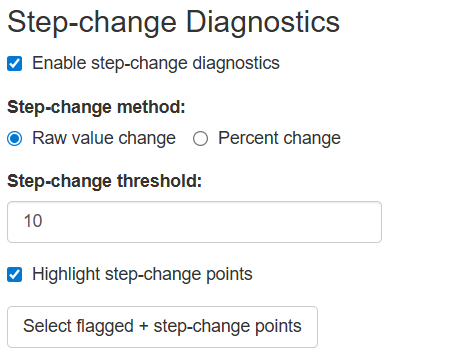 Step-change Diagnostics
Enable step-change diagnostics
Step-change method:
Raw value change Percent change
Step-change threshold:
10
Highlight step-change points
Select flagged + step-change points